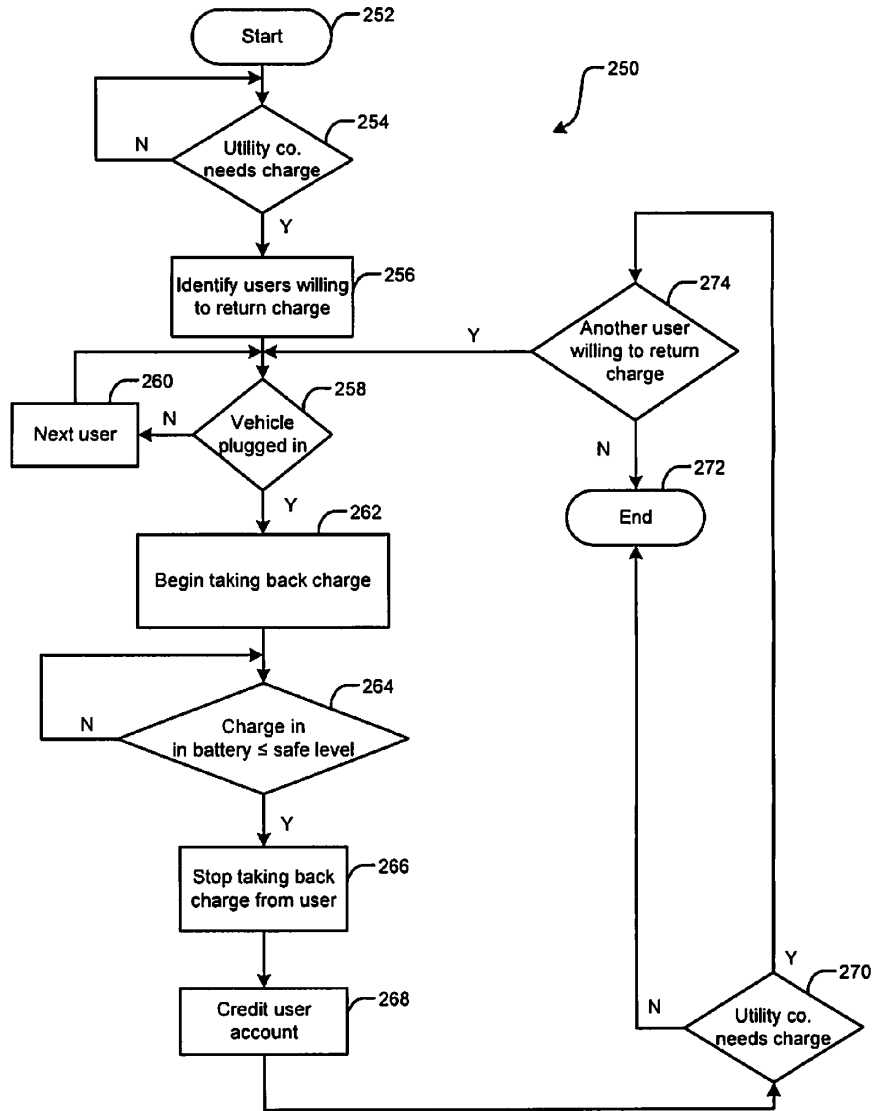 Start
252
250
254
N
Utility co.
needs charge
Y
Identify users willing
to return charge
256
274
Y
Another user
willing to return
charge
260
258
Next user
N
Vehicle
plugged in
N
272
Y
262
End
Begin taking back charge
264
N
Charge in
in battery ≤ safe level
Y
Stop taking back
charge from user
266
Y
270
Credit user
account
268
N
Utility co.
needs charge